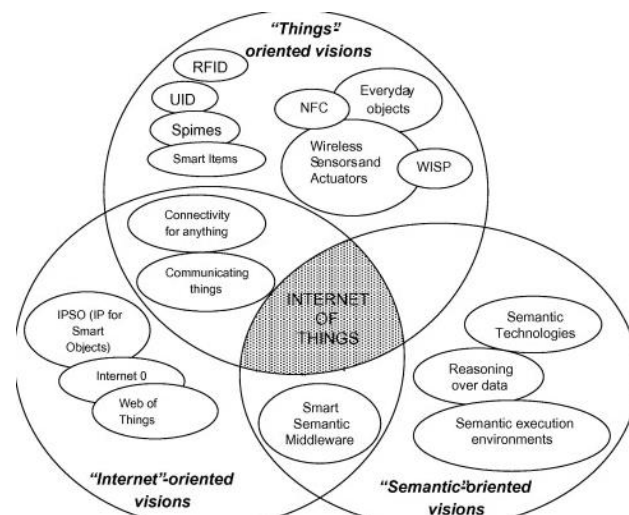 “Things”-
oriented visions
RFID
UID
Spimes
Smart Items
NFC
Everyday
objects
Wireless
Sensors and
Actuators
WISP
Connectivity
for anything
Communicating
things
INTERNET
OF
THINGS
IPSO (IP for
Smart
Objects)
Internet 0
Web of
Things
Smart
Semantic
Middleware
Semantic
Technologies
Reasoning
over data
Semantic execution
environments
“Internet”-oriented
visions
“Semantic”-oriented
visions